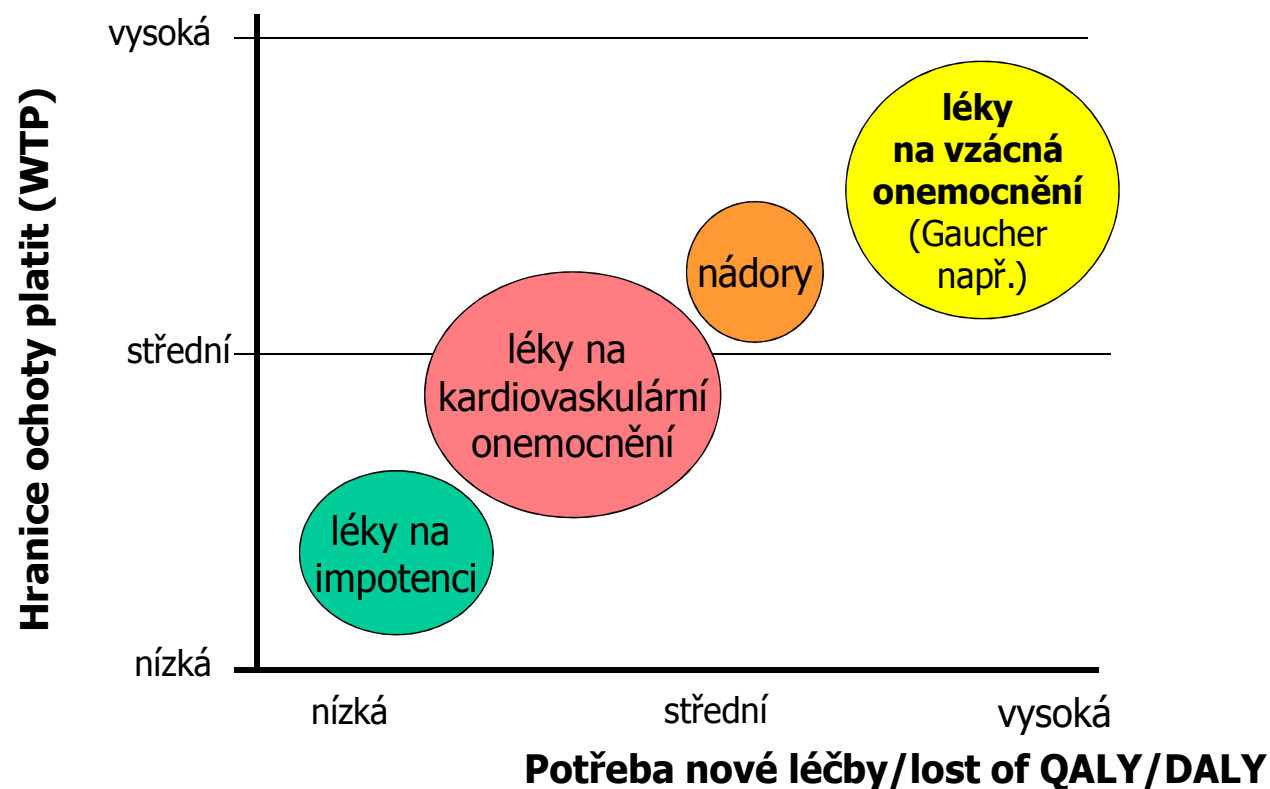 vysoká
Hranice ochoty platit (WTP)
léky
na vzácná
onemocnění
(Gaucher
např.)
nádory
střední
léky na
kardiovaskulární
onemocnění
léky na
impotenci
nízká
nízká
střední
vysoká
Potřeba nové léčby/lost of QALY/DALY